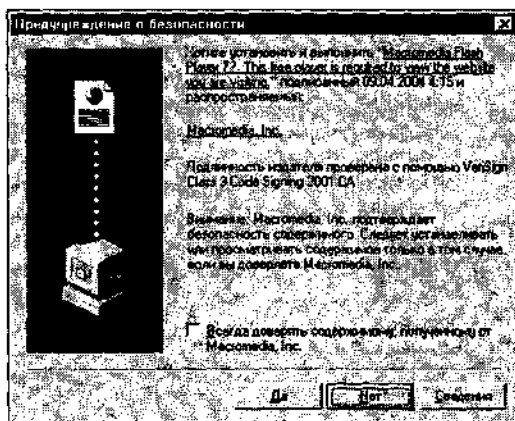 Предупреждение о безопасности
Хотите установить и выполнить "Macromedia Flash
Player 7?. This free player is required to view the website
you are visiting." подписанный 09.04.2004 4:15 и
распространяемый:
Macromedia, Inc.
Подлинность издателя проверена с помощью VeriSign
Class 3 Code Signing 2001 CA
Внимание: Macromedia, Inc. подтверждает
безопасность содержимого. Следует устанавливать
или просматривать содержимое только в том случае,
если вы доверяете Macromedia, Inc.
Всегда доверять содержимому, полученному от
Macromedia, Inc.
Да
Нет
Сведения